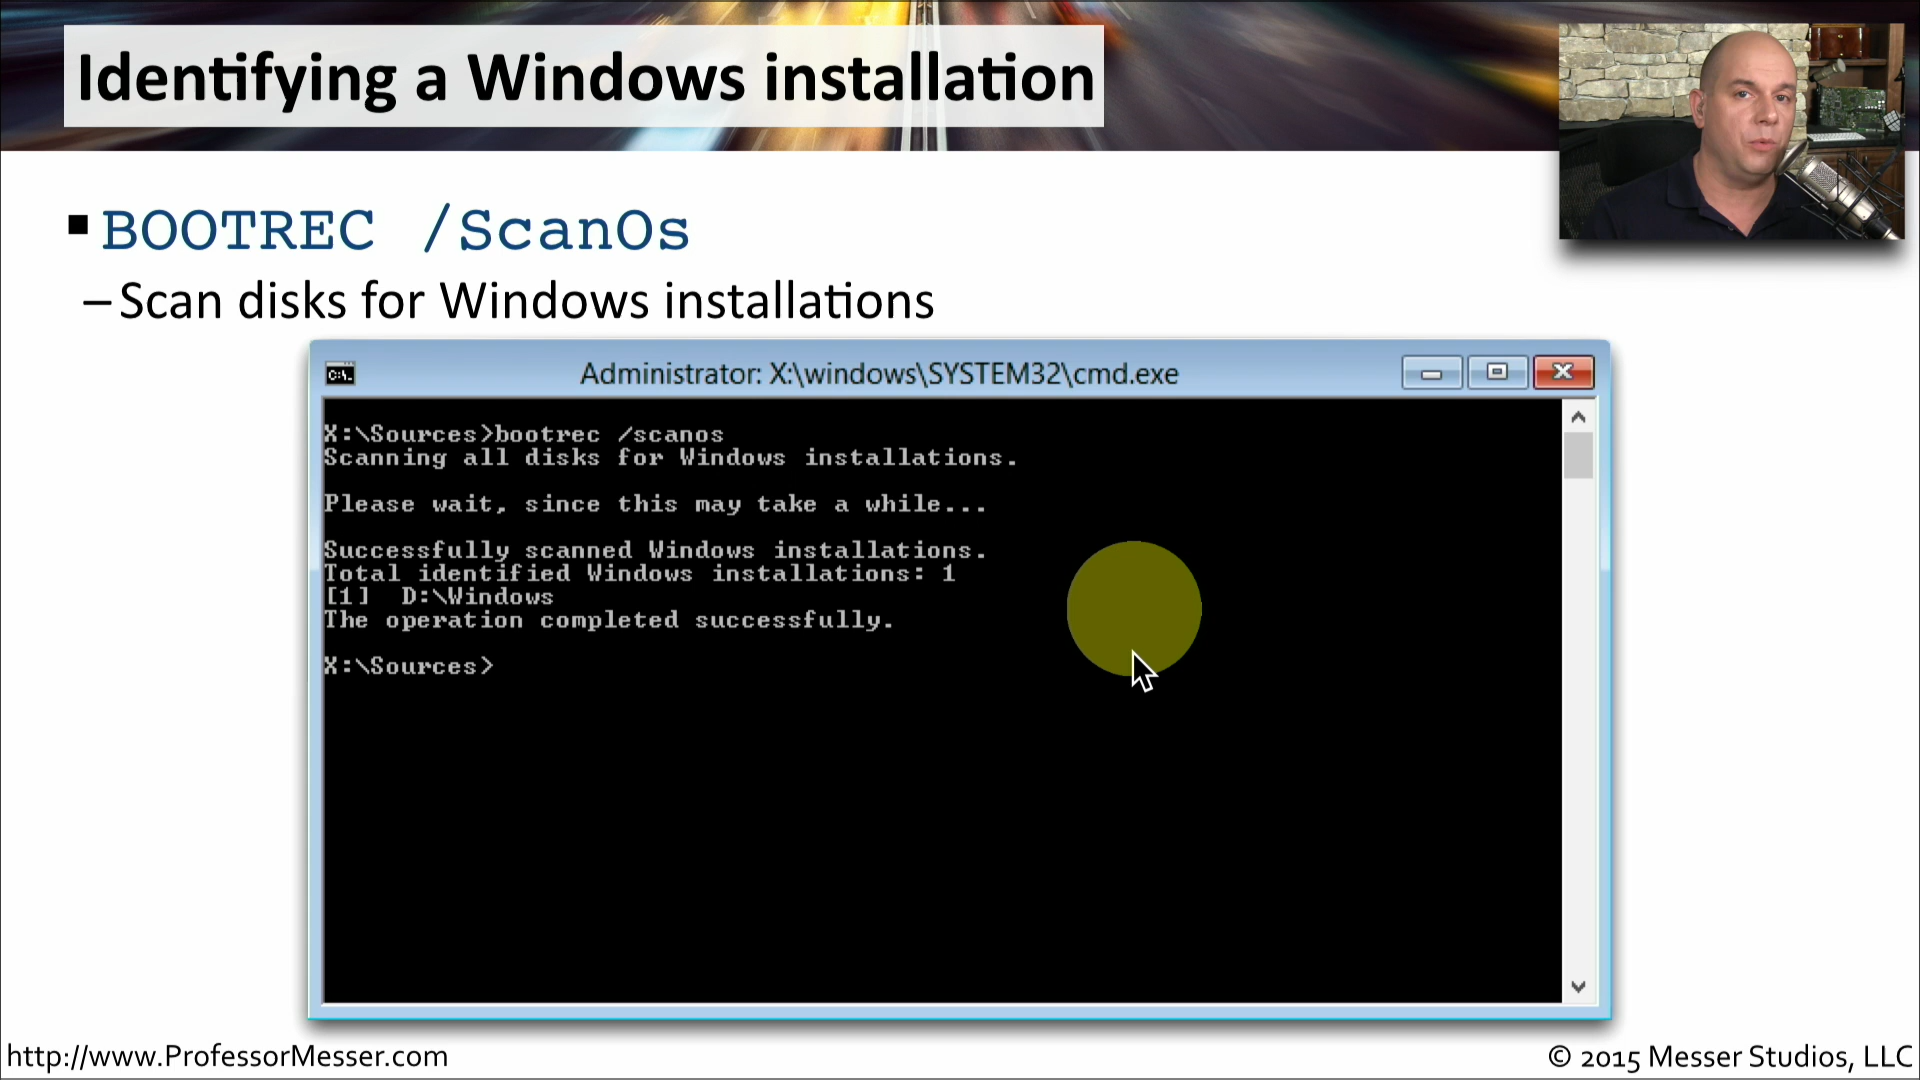 Identifying a Windows installation
BOOTREC /ScanOs
–Scan disks for Windows installations
C:\.
Administrator: X:\windows\SYSTEM32\cmd.exe
X:\Sources>bootrec /scanos
Scanning all disks for Windows installations.
Please wait, since this may take a while...
Successfully scanned Windows installations.
Total identified Windows installations: 1
[1]  D:\Windows
The operation completed successfully.
X:\Sources>
http://www.ProfessorMesser.com
© 2015 Messer Studios, LLC